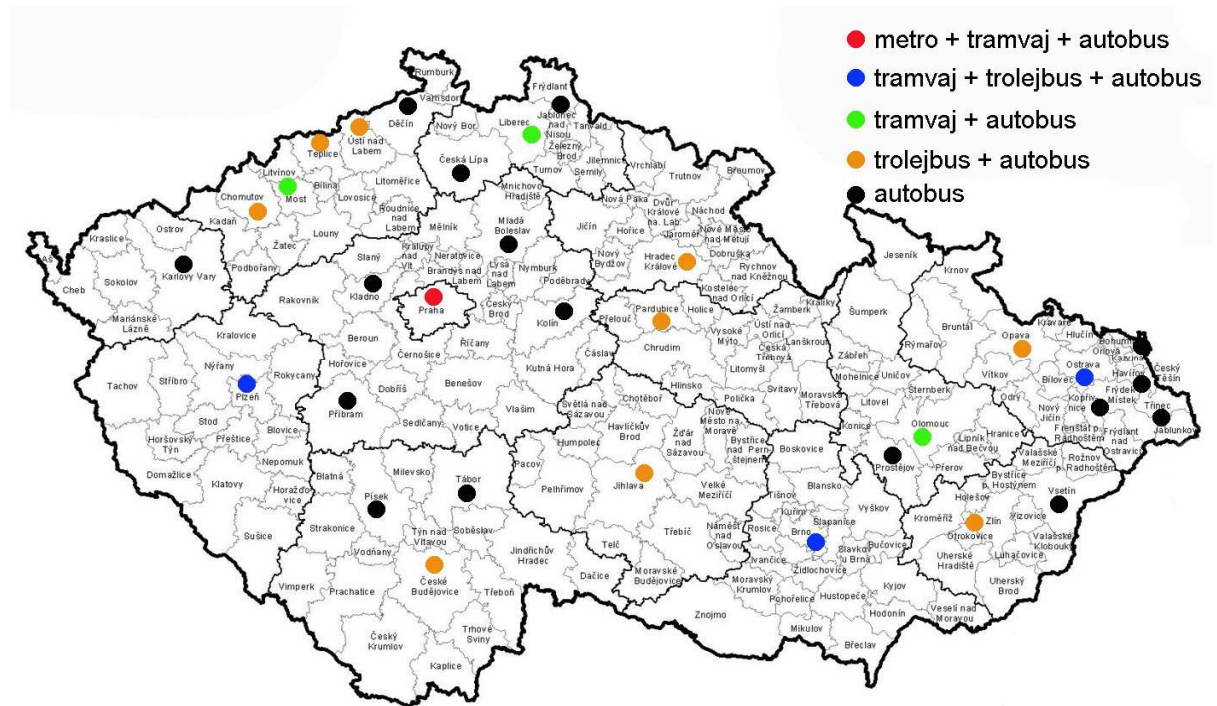 metro + tramvaj + autobus
tramvaj + trolejbus + autobus
tramvaj + autobus
trolejbus + autobus
autobus
Rumburk
Varnsdorf
Děčín
Ústí nad
Labem
Teplice
Litvínov
Most
Bílina
Litoměřice
Lovosice
Roudnice
nad
Labem
Chomutov
Kadaň
Žatec
Louny
Podbořany
Frýdlant
Liberec
Jablonec
nad
Nisou
Tanvald
Železný
Brod
Jilemnice
Semily
Turnov
Nový Bor
Česká Lípa
Aš
Kraslice
Ostrov
Karlovy Vary
Sokolov
Cheb
Mariánské
Lázně
Mnichovo
Hradiště
Mladá
Boleslav
Mělník
Kralupy
nad
Vlt.
Neratovice
Brandýs nad
Labem
Lysá
nad
Labem
Nymburk
Poděbrady
Slaný
Kladno
Rakovník
Praha
Český
Brod
Kolín
Beroun
Říčany
Černošice
Kutná Hora
Čáslav
Hořovice
Dobříš
Benešov
Příbram
Sedlčany
Votice
Vlašim
Vrchlabí
Trutnov
Broumov
Nová Paka
Dvůr
Králové
na Lab.
Náchod
Jičín
Hořice
Jaroměř
Nové Město
nad Metují
Nový
Bydžov
Hradec
Králové
Dobruška
Rychnov
nad Kněžnou
Kostelec
nad Orlicí
Pardubice
Přelouč
Holice
Chrudim
Vysoké
Mýto
Žamberk
Králíky
Ústí nad
Orlicí
Česká
Třebová
Lanškroun
Litomyšl
Hlinsko
Polička
Svitavy
Moravská
Třebová
Kralovice
Nýřany
Plzeň
Rokycany
Tachov
Stříbro
Stod
Přeštice
Blovice
Horšovský
Týn
Nepomuk
Domažlice
Klatovy
Horažďo
vice
Sušice
Blatná
Milevsko
Tábor
Písek
Strakonice
Týn nad
Vltavou
Soběslav
Vodňany
Jindřichův
Hradec
Dačice
Vimperk
Prachatice
České
Budějovice
Třeboň
Český
Krumlov
Trhové
Sviny
Kaplice
Světlá nad
Sázavou
Chotěboř
Havlíčkův
Brod
Humpolec
Pacov
Pelhřimov
Žďár nad
Sázavou
Nové
Město na
Moravě
Bystřice
nad Pern-
štejnem
Jihlava
Velké
Meziříčí
Třebíč
Náměšť
nad
Oslavou
Telč
Moravské
Budějovice
Boskovice
Blansko
Tišnov
Kuřim
Vyškov
Rosice
Brno
Šlapanice
Bučovice
Slavkov
u Brna
Ivančice
Židlochovice
Moravský
Krumlov
Pohořelice
Hustopeče
Kyjov
Hodonín
Veselí nad
Moravou
Znojmo
Mikulov
Břeclav
Jeseník
Šumperk
Zábřeh
Mohelnice
Uničov
Šternberk
Litovel
Konice
Olomouc
Lipník
nad Bečvou
Hranice
Prostějov
Přerov
Krnov
Bruntál
Rýmařov
Opava
Kravaře
Hlučín
Bohumín
Orlová
Karviná
Havířov
Český
Těšín
Vítkov
Odry
Bílovec
Ostrava
Kopřiv-
nice
Frýdek
Místek
Třinec
Jablunkov
Nový
Jičín
Frenštát p.
Radhoštěm
Frýdlant
nad
Ostravicí
Valašské
Meziříčí
Rožnov
p. Radhoštěm
Bystřice
p. Hostýnem
Holešov
Vsetín
Kroměříž
Zlín
Vizovice
Otrokovice
Valašské
Klobouky
Luhačovice
Uherské
Hradiště
Uherský
Brod